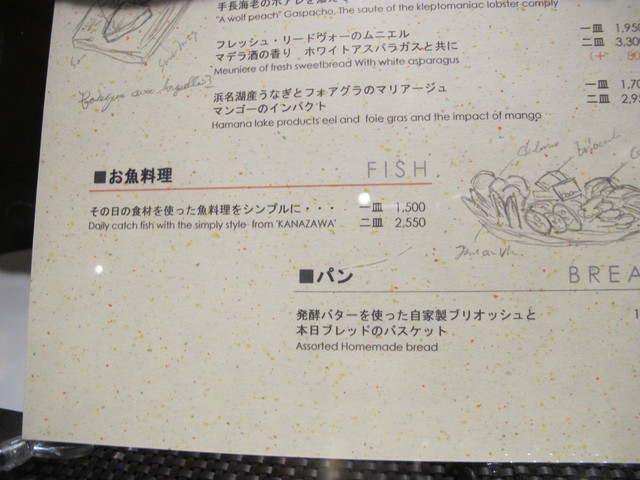 手長海老のポアレを添え
"A wolf peach" Gaspacho, The saute of the kleptomaniac lobster comply
フレッシュ・リードヴォーのムニエル 一皿 1,950
マデラ酒の香り ホワイトアスパラガスと共に 二皿 3,300
Meuniere of fresh sweetbread With white asparagus
浜名湖産うなぎとフォアグラのマリアージュ 一皿 1,70
マンゴーのインパクト 二皿 2,95
Hamana lake products eel and foie gras and the impact of mango
■お魚料理 FISH
その日の食材を使った魚料理をシンプルに・・・ 一皿 1,500
Daily catch fish with the simply style from 'KANAZAWA' 二皿 2,550
■パン BREA
発酵バターを使った自家製ブリオッシュと 1
本日ブレッドのバスケット
Assorted Homemade bread